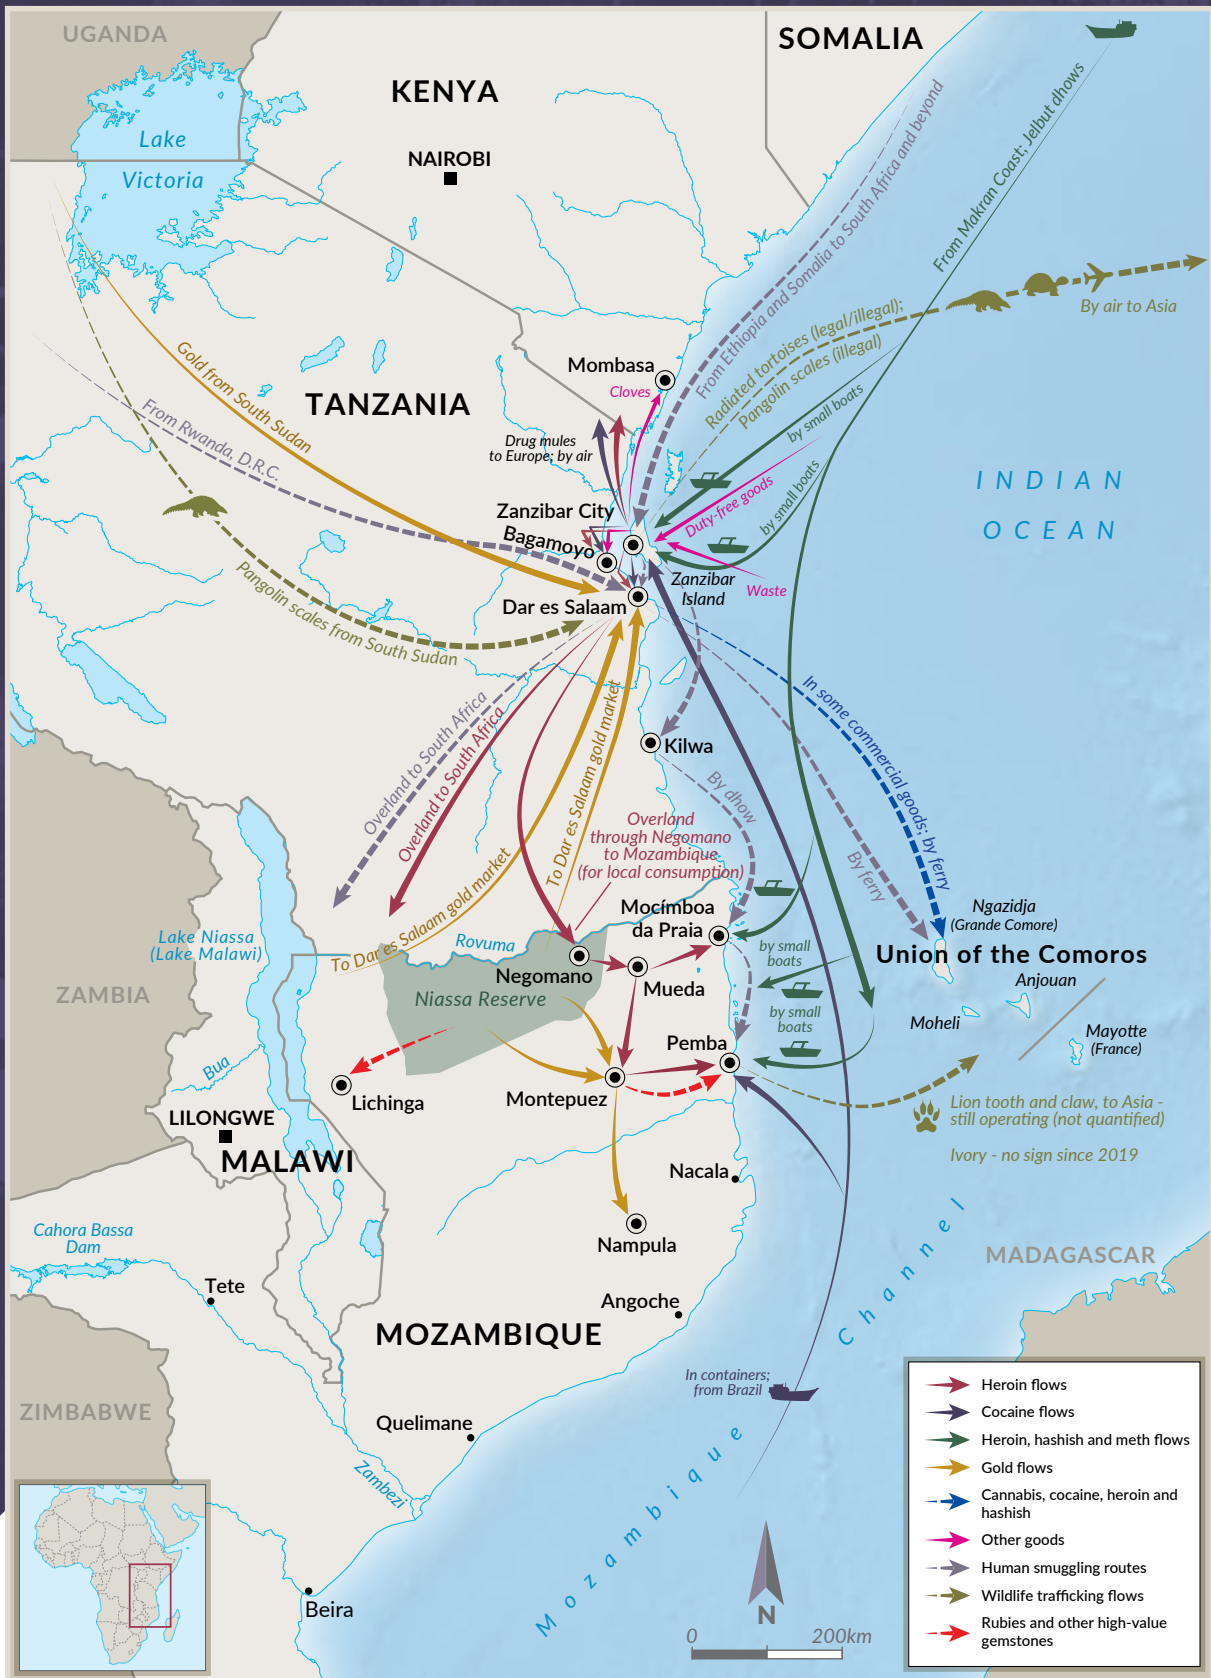 UGANDA
SOMALIA
KENYA
Lake
Victoria
NAIROBI
From Ethiopia and Somalia to South Africa and beyond
From Makran Coast; Jelbut dhows
Radiated tortoises (legal/illegal);
Pangolin scales (illegal)
By air to Asia
Gold from South Sudan
From Rwanda, D.R.C.
Pangolin scales from South Sudan
TANZANIA
Mombasa
Cloves
Drug mules
to Europe; by air
by small boats
by small boats
Duty-free goods
Waste
INDIAN
OCEAN
Zanzibar City
Bagamoyo
Zanzibar
Island
Dar es Salaam
Overland to South Africa
Overland to South Africa
To Dar es Salaam gold market
To Dar es Salaam gold market
In some commercial goods; by ferry
By ferry
Kilwa
By dhow
Overland
through Negomano
to Mozambique
(for local consumption)
Mocímboa
da Praia
Lake Niassa
(Lake Malawi)
Rovuma
Negomano
Niassa Reserve
Mueda
by small
boats
by small
boats
Ngazidja
(Grande Comore)
Union of the Comoros
Anjouan
Moheli
Mayotte
(France)
ZAMBIA
Bua
Pemba
Montepuez
Lichinga
LILONGWE
MALAWI
Lion tooth and claw, to Asia -
still operating (not quantified)
Ivory - no sign since 2019
Nacala
Nampula
Cahora Bassa
Dam
Tete
Angoche
MOZAMBIQUE
MADAGASCAR
Mozambique Channel
In containers;
from Brazil
ZIMBABWE
Quelimane
Zambezi
Beira
N
0 200km
Heroin flows
Cocaine flows
Heroin, hashish and meth flows
Gold flows
Cannabis, cocaine, heroin and
hashish
Other goods
Human smuggling routes
Wildlife trafficking flows
Rubies and other high-value
gemstones